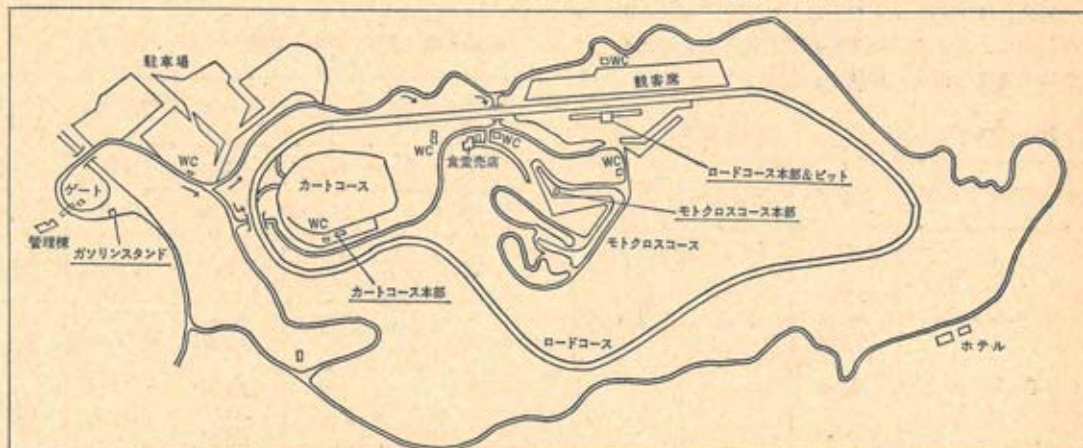 駐車場
WC
観客席
WC
WC
食堂売店
WC
WC
ゲート
カートコース
ロードコース本部&ピット
WC
モトクロスコース本部
管理棟
ガソリンスタンド
モトクロスコース
カートコース本部
ロードコース
ホテル